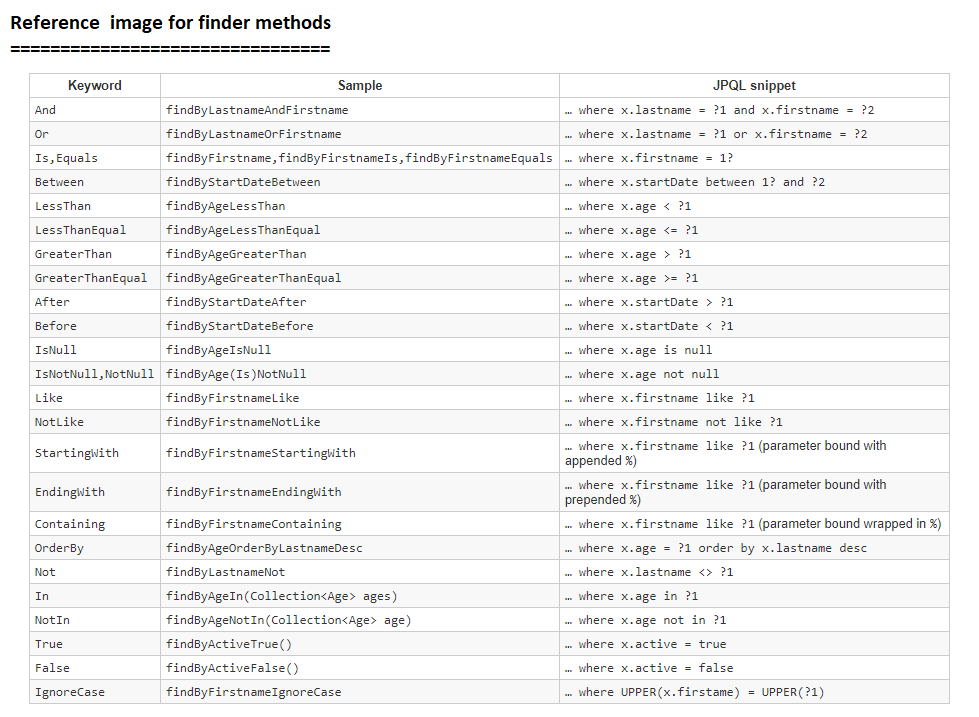 Reference  image for finder methods
================================
Keyword Sample JPQL snippet
And findByLastnameAndFirstname … where x.lastname = ?1 and x.firstname = ?2
Or findByLastnameOrFirstname … where x.lastname = ?1 or x.firstname = ?2
Is,Equals findByFirstname,findByFirstnameIs,findByFirstnameEquals … where x.firstname = 1?
Between findByStartDateBetween … where x.startDate between 1? and ?2
LessThan findByAgeLessThan … where x.age < ?1
LessThanEqual findByAgeLessThanEqual … where x.age <= ?1
GreaterThan findByAgeGreaterThan … where x.age > ?1
GreaterThanEqual findByAgeGreaterThanEqual … where x.age >= ?1
After findByStartDateAfter … where x.startDate > ?1
Before findByStartDateBefore … where x.startDate < ?1
IsNull findByAgeIsNull … where x.age is null
IsNotNull,NotNull findByAge(Is)NotNull … where x.age not null
Like findByFirstnameLike … where x.firstname like ?1
NotLike findByFirstnameNotLike … where x.firstname not like ?1
StartingWith findByFirstnameStartingWith … where x.firstname like ?1 (parameter bound with
appended %)
EndingWith findByFirstnameEndingWith … where x.firstname like ?1 (parameter bound with
prepended %)
Containing findByFirstnameContaining … where x.firstname like ?1 (parameter bound wrapped in %)
OrderBy findByAgeOrderByLastnameDesc … where x.age = ?1 order by x.lastname desc
Not findByLastnameNot … where x.lastname <> ?1
In findByAgeIn(Collection<Age> ages) … where x.age in ?1
NotIn findByAgeNotIn(Collection<Age> age) … where x.age not in ?1
True findByActiveTrue() … where x.active = true
False findByActiveFalse() … where x.active = false
IgnoreCase findByFirstnameIgnoreCase … where UPPER(x.firstame) = UPPER(?1)